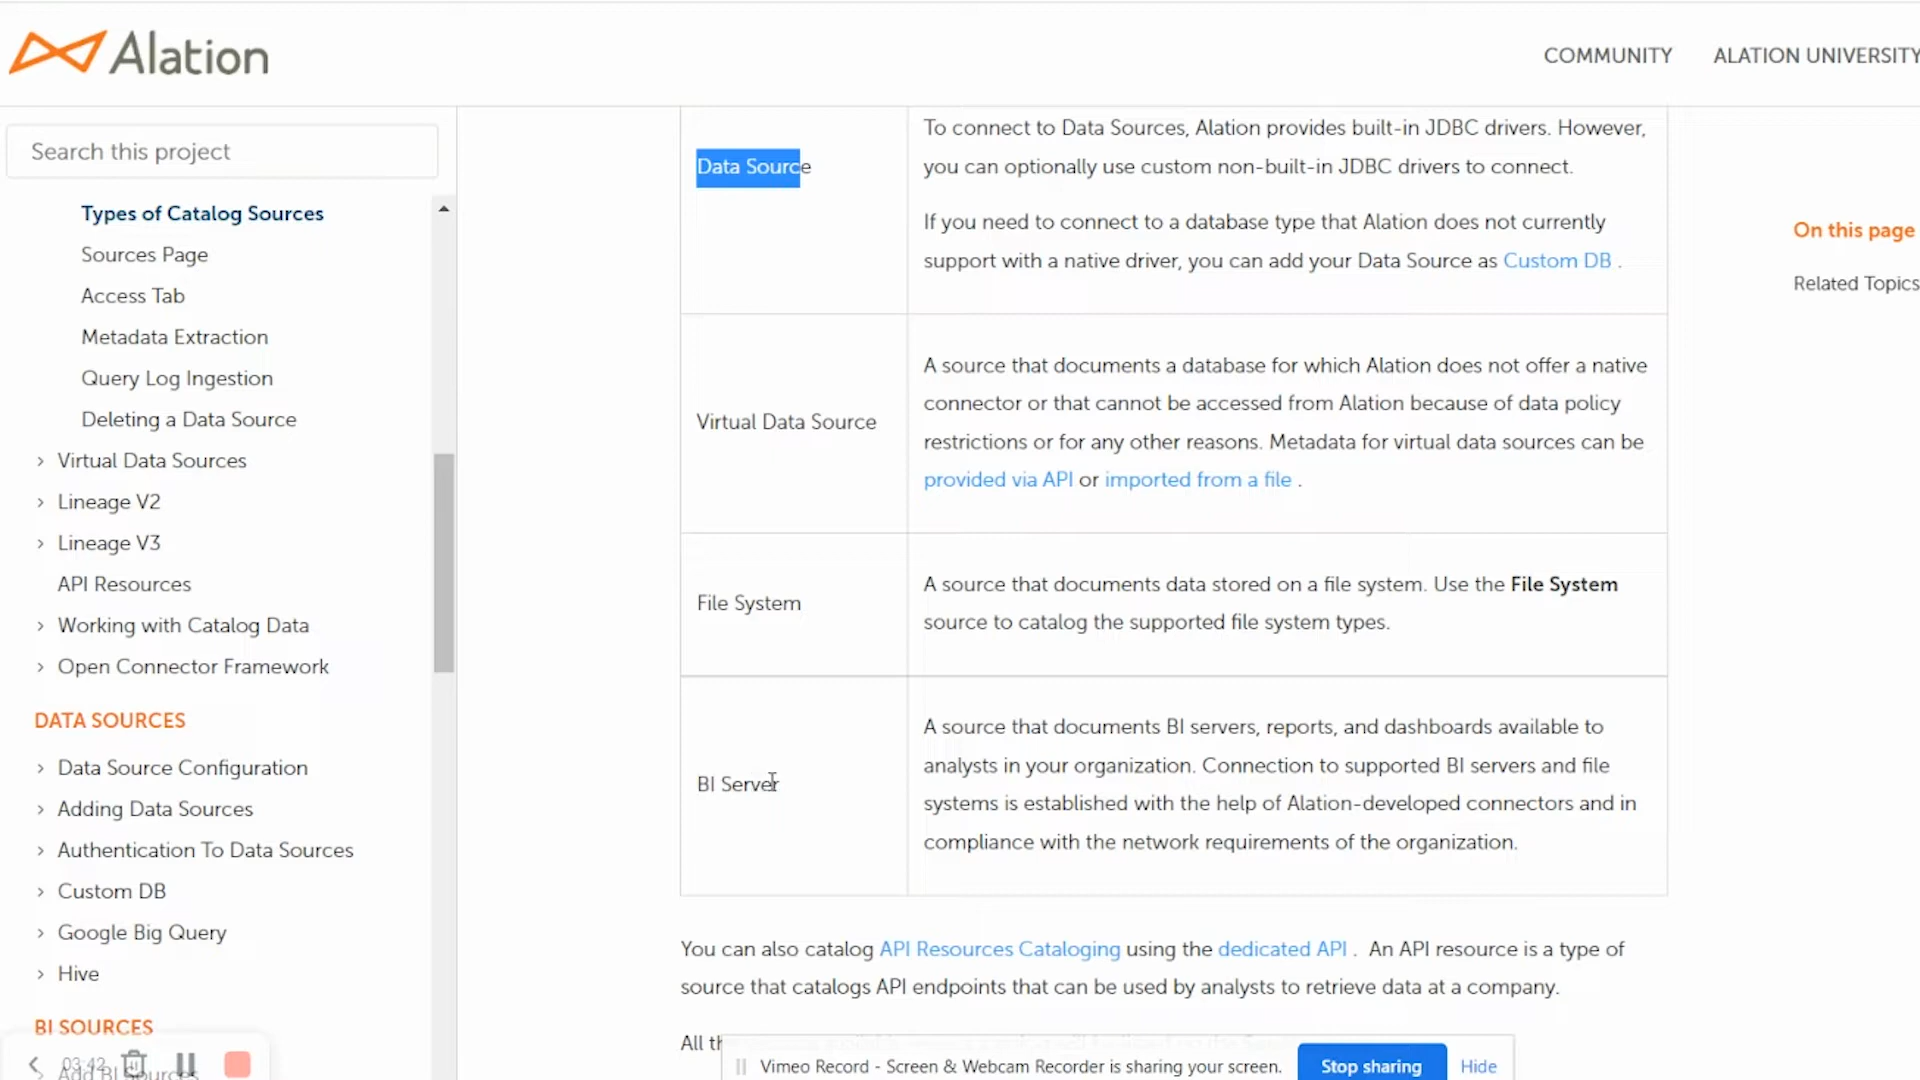 Alation
COMMUNITY
ALATION UNIVERSITY
Search this project
Types of Catalog Sources
Sources Page
Access Tab
Metadata Extraction
Query Log Ingestion
Deleting a Data Source
Virtual Data Sources
Lineage V2
Lineage V3
API Resources
Working with Catalog Data
Open Connector Framework
DATA SOURCES
Data Source Configuration
Adding Data Sources
Authentication To Data Sources
Custom DB
Google Big Query
Hive
BI SOURCES
Add BI Sources
03:42
Data Source
To connect to Data Sources, Alation provides built-in JDBC drivers. However,
you can optionally use custom non-built-in JDBC drivers to connect.
If you need to connect to a database type that Alation does not currently
support with a native driver, you can add your Data Source as Custom DB .
Virtual Data Source
A source that documents a database for which Alation does not offer a native
connector or that cannot be accessed from Alation because of data policy
restrictions or for any other reasons. Metadata for virtual data sources can be
provided via API or imported from a file .
File System
A source that documents data stored on a file system. Use the File System
source to catalog the supported file system types.
BI Server
A source that documents BI servers, reports, and dashboards available to
analysts in your organization. Connection to supported BI servers and file
systems is established with the help of Alation-developed connectors and in
compliance with the network requirements of the organization.
You can also catalog API Resources Cataloging using the dedicated API . An API resource is a type of
source that catalogs API endpoints that can be used by analysts to retrieve data at a company.
All
Vimeo Record - Screen & Webcam Recorder is sharing your screen.
Stop sharing
Hide
On this page
Related Topics